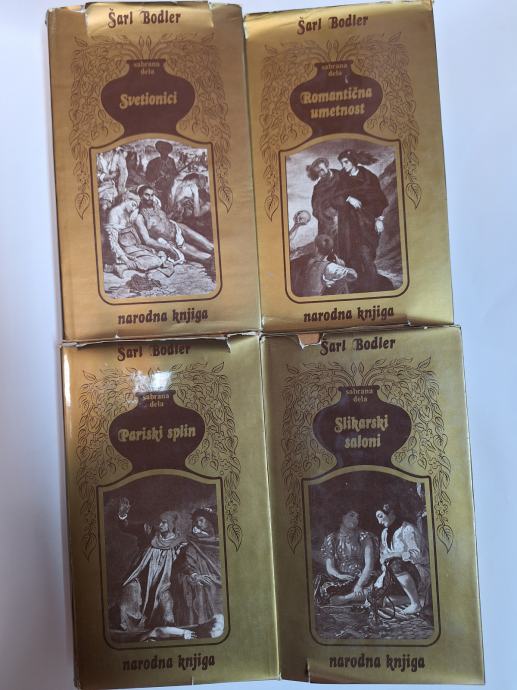 Šarl Bodler
sabrana
dela
Svetionici
narodna knjiga
Šarl Bodler
sabrana
dela
Romantična
umetnost
narodna knjiga
Šarl Bodler
sabrana
dela
Pariski splin
narodna knjiga
Šarl Bodler
sabrana
dela
Slikarski
saloni
narodna knjiga